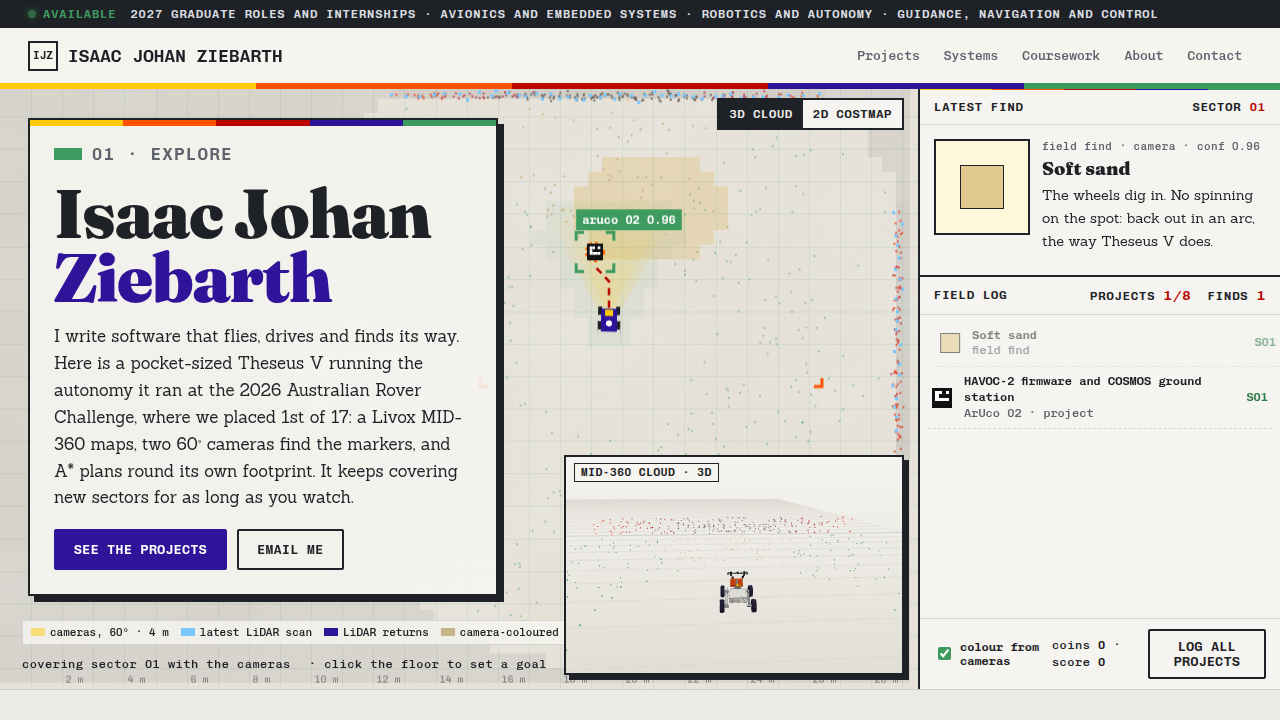 AVAILABLE 2027 GRADUATE ROLES AND INTERNSHIPS · AVIONICS AND EMBEDDED SYSTEMS · ROBOTICS AND AUTONOMY · GUIDANCE, NAVIGATION AND CONTROL
IJZ ISAAC JOHAN ZIEBARTH
Projects Systems Coursework About Contact
3D CLOUD 2D COSTMAP
01 · EXPLORE
Isaac Johan
Ziebarth
I write software that flies, drives and finds its way.
Here is a pocket-sized Theseus V running the
autonomy it ran at the 2026 Australian Rover
Challenge, where we placed 1st of 17: a Livox MID-
360 maps, two 60° cameras find the markers, and
A* plans round its own footprint. It keeps covering
new sectors for as long as you watch.
SEE THE PROJECTS EMAIL ME
aruco 02 0.96
MID-360 CLOUD · 3D
cameras, 60° · 4 m latest LiDAR scan LiDAR returns camera-coloured
covering sector 01 with the cameras · click the floor to set a goal
2 m 4 m 6 m 8 m 10 m 12 m 14 m 16 m
LATEST FIND SECTOR 01
field find · camera · conf 0.96
Soft sand
The wheels dig in. No spinning
on the spot: back out in an arc,
the way Theseus V does.
FIELD LOG PROJECTS 1/8 FINDS 1
Soft sand
field find
S01
HAVOC-2 firmware and COSMOS ground
station
ArUco 02 · project
S01
colour from
cameras
coins 0 ·
score 0
LOG ALL
PROJECTS